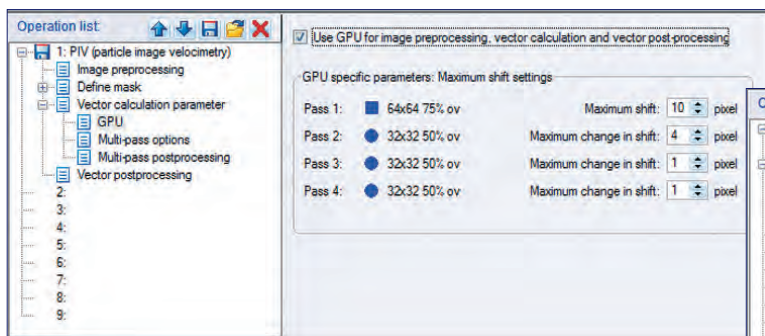 Operation list:
1: PIV (particle image velocimetry)
Image preprocessing
Define mask
Vector calculation parameter
GPU
Multi-pass options
Multi-pass postprocessing
Vector postprocessing
2:
3:
4:
5:
6:
7:
8:
9:
Use GPU for image preprocessing, vector calculation and vector post-processing
GPU specific parameters: Maximum shift settings
Pass 1: 64x64 75% ov Maximum shift: 10 pixel
Pass 2: 32x32 50% ov Maximum change in shift: 4 pixel
Pass 3: 32x32 50% ov Maximum change in shift: 1 pixel
Pass 4: 32x32 50% ov Maximum change in shift: 1 pixel